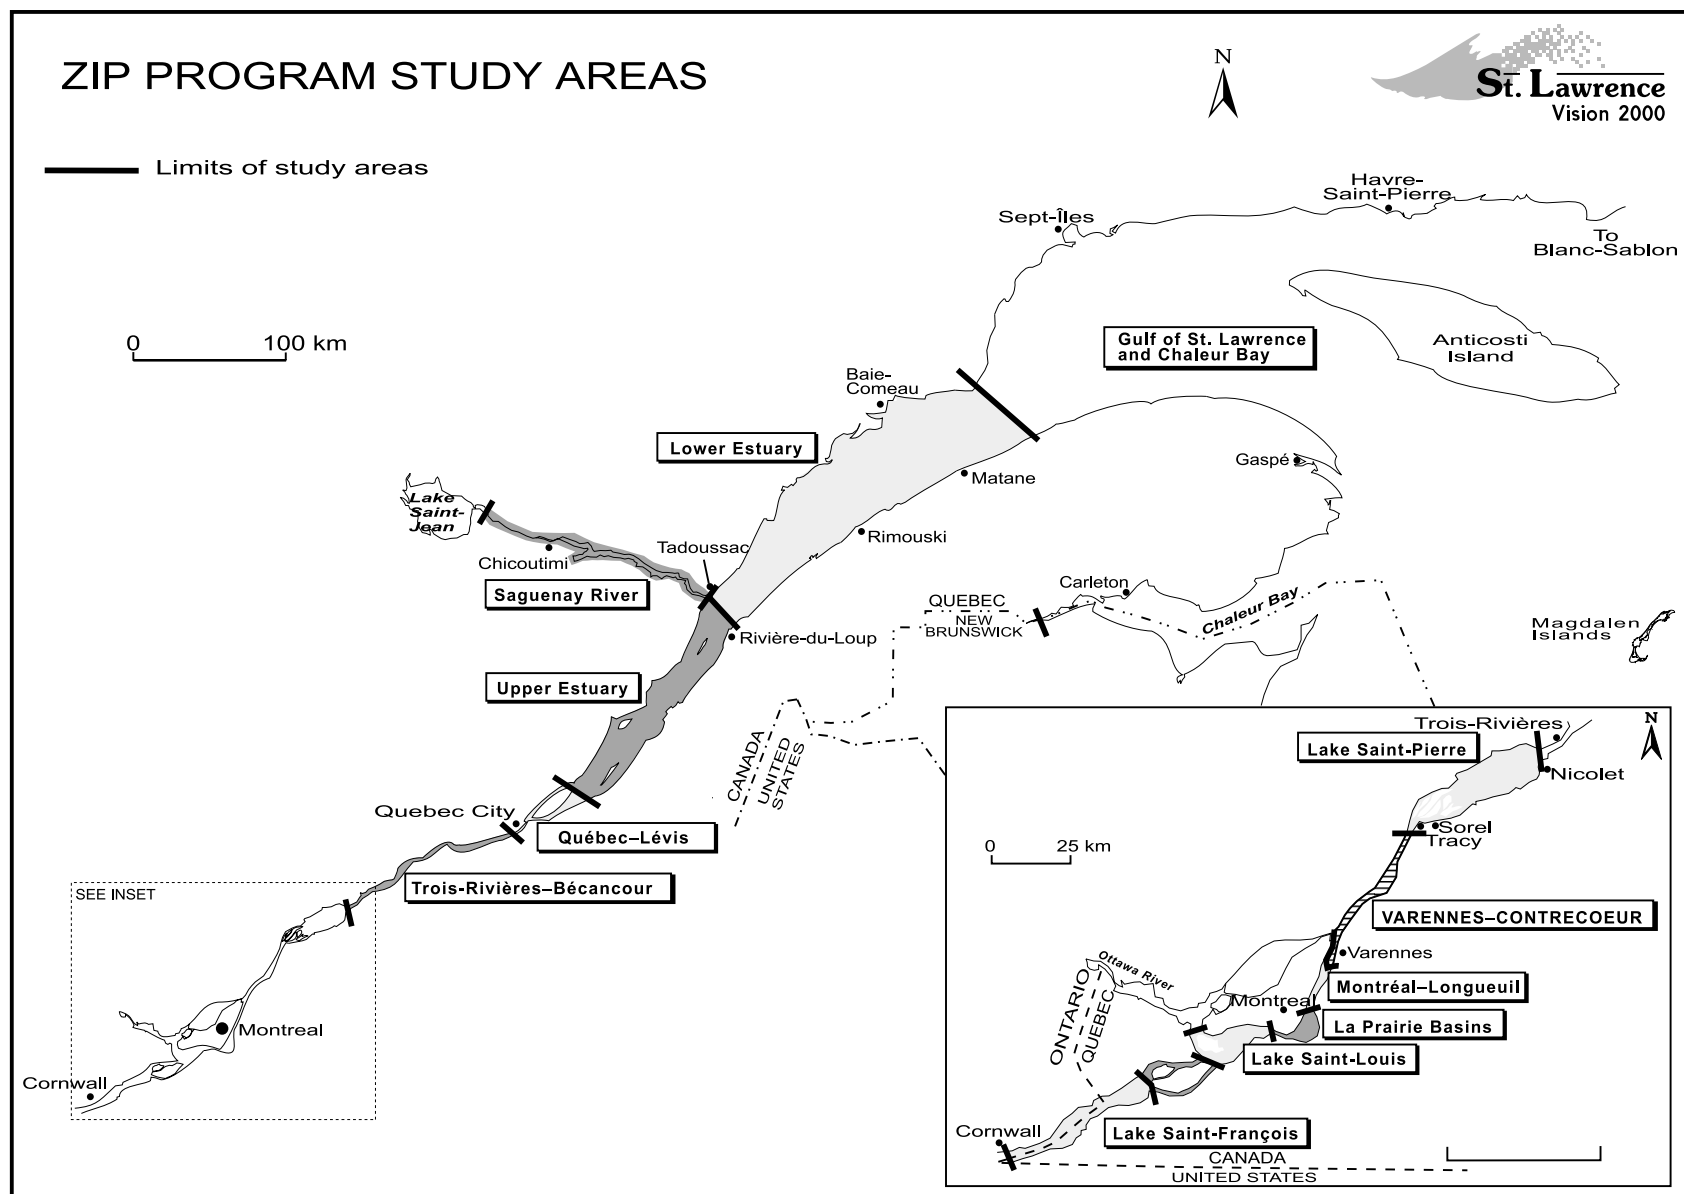 ZIP PROGRAM STUDY AREAS
N
St. Lawrence
Vision 2000
Limits of study areas
Havre-
Saint-Pierre
Sept-Îles
To
Blanc-Sablon
0 100 km
Gulf of St. Lawrence
and Chaleur Bay
Anticosti
Island
Baie-
Comeau
Lower Estuary
Gaspé
Matane
Lake
Saint-
Jean
Rimouski
Chicoutimi
Tadoussac
Saguenay River
Carleton
QUEBEC
NEW
BRUNSWICK
Chaleur Bay
Magdalen
Islands
Rivière-du-Loup
Upper Estuary
CANADA
UNITED
STATES
Quebec City
Québec–Lévis
Trois-Rivières–Bécancour
SEE INSET
Montreal
Cornwall
Trois-Rivières
N
Lake Saint-Pierre
Nicolet
0 25 km
Sorel
Tracy
VARENNES–CONTRECOEUR
Varennes
Ottawa River
ONTARIO
QUEBEC
Montréal–Longueuil
Montreal
La Prairie Basins
Lake Saint-Louis
Lake Saint-François
Cornwall
CANADA
UNITED STATES